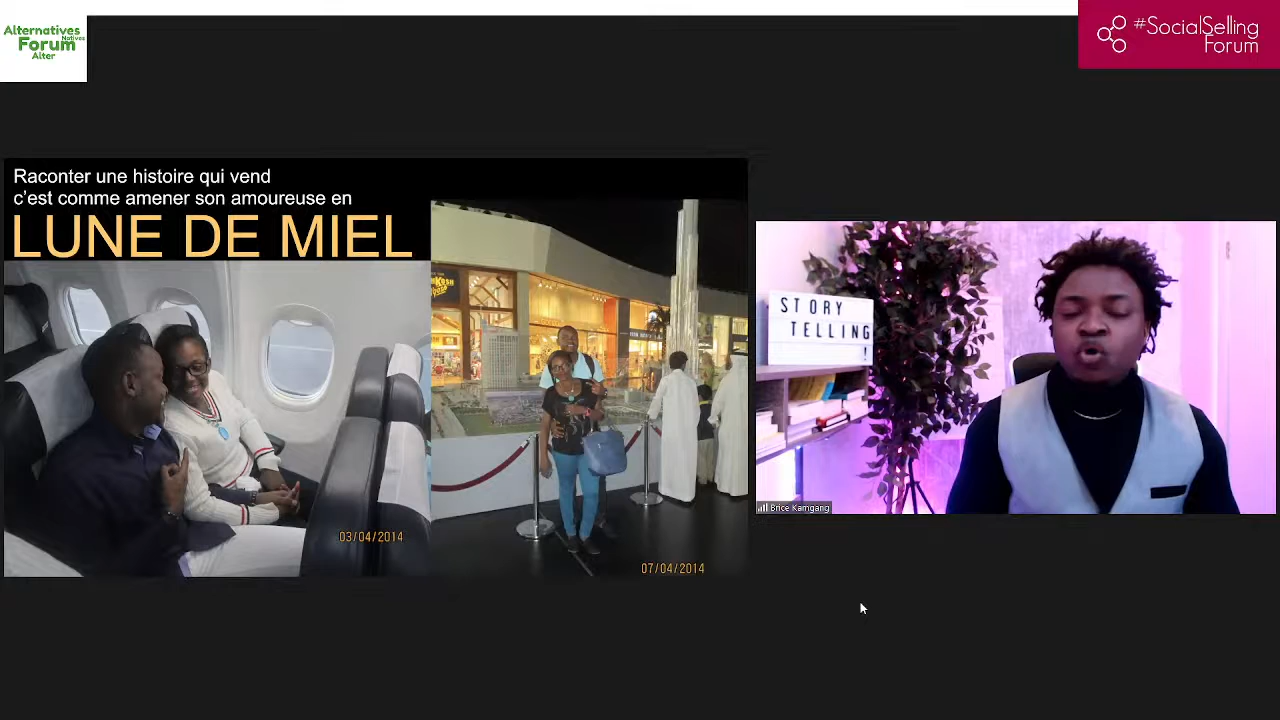 Alternatives
Natives
Forum
Alter
#SocialSelling
Forum
Raconter une histoire qui vend
c'est comme amener son amoureuse en
LUNE DE MIEL
03/04/2014
07/04/2014
STORY
TELLING
!
Brice Kamgang